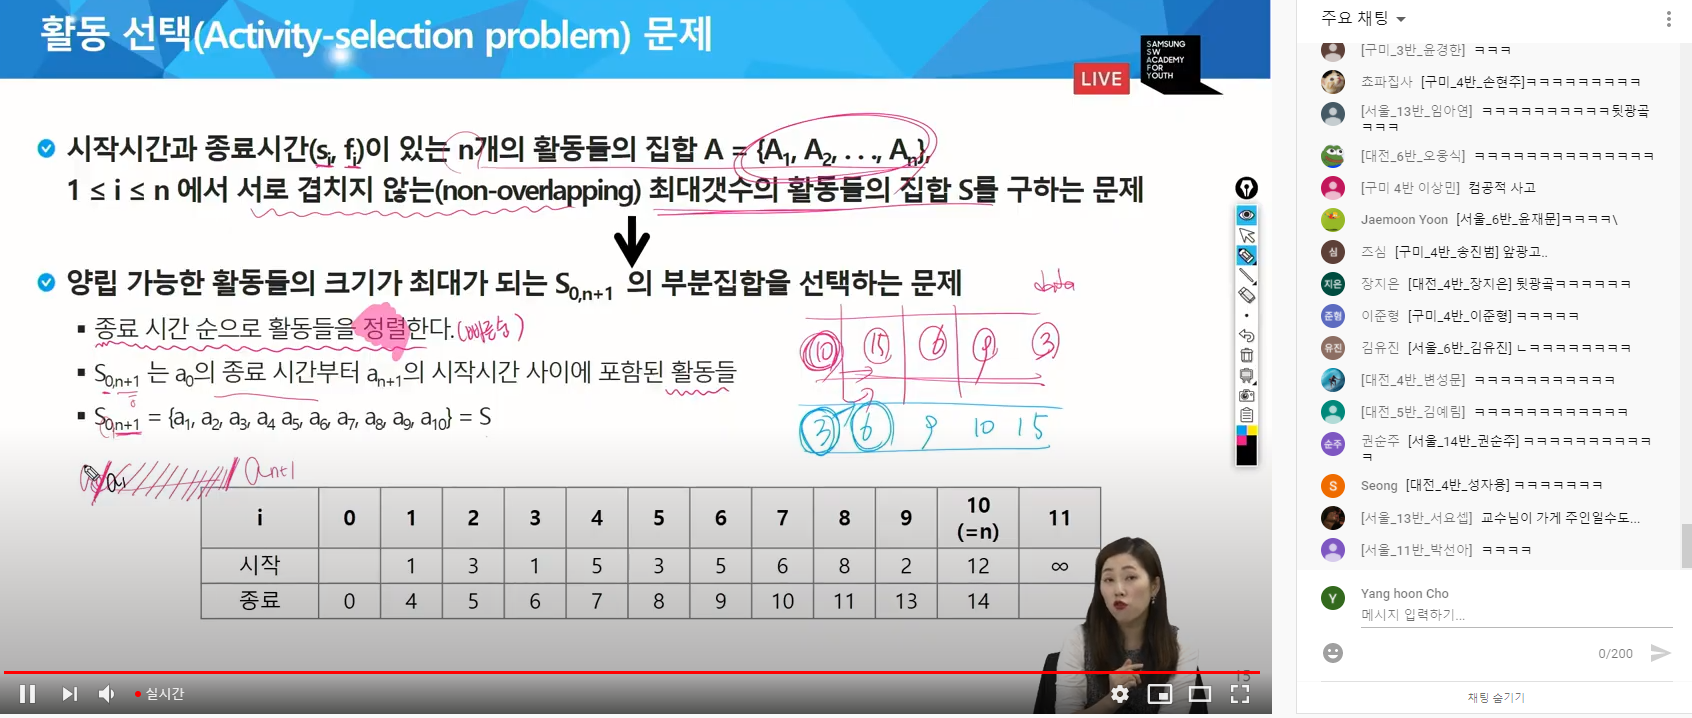 활동 선택(Activity-selection problem) 문제
LIVE
SAMSUNG
SW
ACADEMY
FOR
YOUTH
시작시간과 종료시간(si, fi)이 있는 n개의 활동들의 집합 A = {A1, A2, . . ., An},
1 ≤ i ≤ n 에서 서로 겹치지 않는(non-overlapping) 최대갯수의 활동들의 집합 S를 구하는 문제
양립 가능한 활동들의 크기가 최대가 되는 S0,n+1 의 부분집합을 선택하는 문제
data
종료 시간 순으로 활동들을 정렬한다.(빠른순)
10 15 6 9 3
S0,n+1 는 a0의 종료 시간부터 an+1의 시작시간 사이에 포함된 활동들
S0,n+1 = {a1, a2, a3, a4 a5, a6, a7, a8, a9, a10} = S
3 6 9 10 15
a1 an+1
i 0 1 2 3 4 5 6 7 8 9 10 (=n) 11
시작 1 3 1 5 3 5 6 8 2 12 ∞
종료 0 4 5 6 7 8 9 10 11 13 14
15
실시간
주요 채팅
[구미_3반_윤경한] ㅋㅋㅋ
쵸파집사 [구미_4반_손현주]ㅋㅋㅋㅋㅋㅋㅋㅋㅋ
[서울_13반_임아연] ㅋㅋㅋㅋㅋㅋㅋㅋㅋㅋ뒷광곸
ㅋㅋㅋ
[대전_6반_오웅식] ㅋㅋㅋㅋㅋㅋㅋㅋㅋㅋㅋㅋㅋㅋ
[구미 4반 이상민] 컴공적 사고
Jaemoon Yoon [서울_6반_윤재문]ㅋㅋㅋㅋ\
심 즈심 [구미_4반_송진범] 앞광고..
지은 장지은 [대전_4반_장지은] 뒷광곸ㅋㅋㅋㅋㅋㅋ
준형 이준형 [구미_4반_이준형] ㅋㅋㅋㅋㅋ
유진 김유진 [서울_6반_김유진] ㄴㅋㅋㅋㅋㅋㅋㅋㅋ
[대전_4반_변성문] ㅋㅋㅋㅋㅋㅋㅋㅋㅋㅋㅋ
[대전_5반_김예림] ㅋㅋㅋㅋㅋㅋㅋㅋㅋㅋㅋㅋ
순주 권순주 [서울_14반_권순주] ㅋㅋㅋㅋㅋㅋㅋㅋㅋㅋ
ㅋ
S Seong [대전_4반_성자용] ㅋㅋㅋㅋㅋㅋㅋ
[서울_13반_서요셉] 교수님이 가게 주인일수도...
[서울_11반_박선아] ㅋㅋㅋㅋ
Y Yang hoon Cho
메시지 입력하기...
0/200
채팅 숨기기